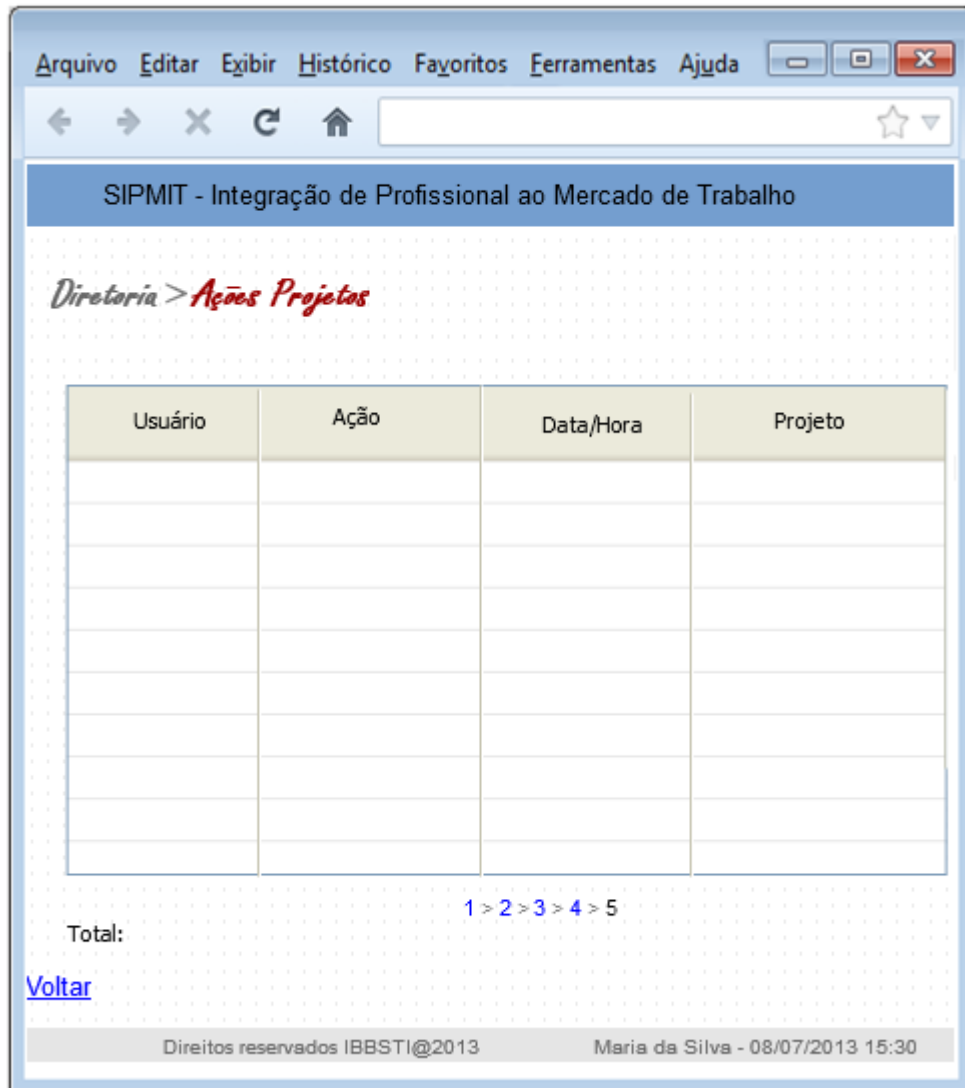 Arquivo Editar Exibir Histórico Favoritos Ferramentas Ajuda
SIPMIT - Integração de Profissional ao Mercado de Trabalho
Diretoria > Ações Projetos
Usuário Ação Data/Hora Projeto
1 > 2 > 3 > 4 > 5
Total:
Voltar
Direitos reservados IBBSTI@2013 Maria da Silva - 08/07/2013 15:30